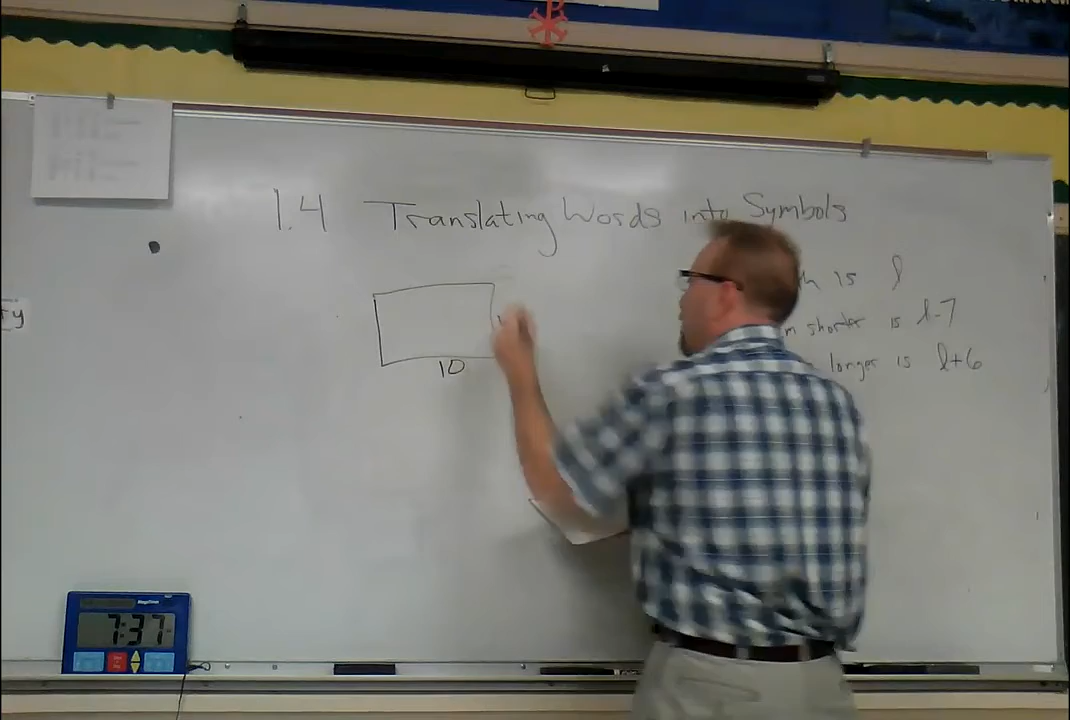 1.4 Translating Words into Symbols
is l
shorter is l-7
longer is l+6
10
7:37